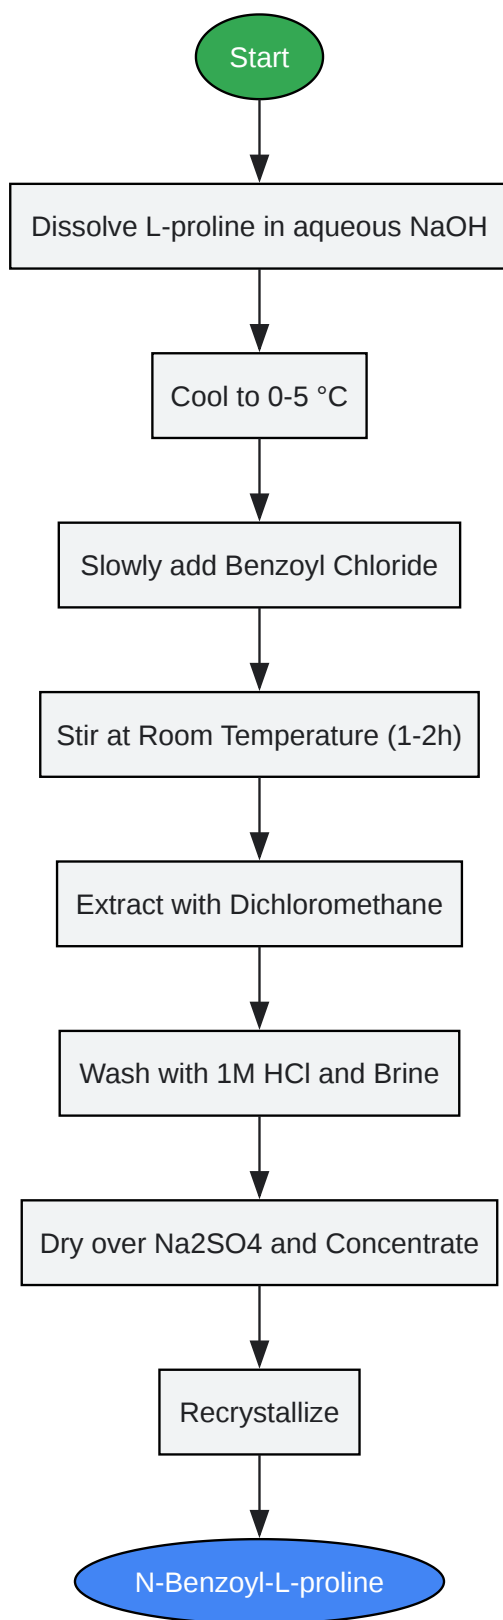 Start
Dissolve L-proline in aqueous NaOH
Cool to 0-5 °C
Slowly add Benzoyl Chloride
Stir at Room Temperature (1-2h)
Extract with Dichloromethane
Wash with 1M HCl and Brine
Dry over Na2SO4 and Concentrate
Recrystallize
N-Benzoyl-L-proline